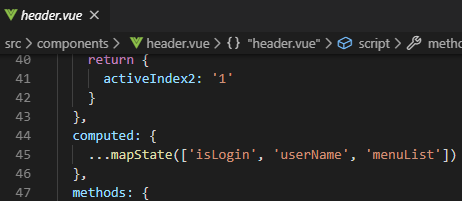 header.vue
src > components > header.vue > {} "header.vue" > script > metho
40 return {
41 activeIndex2: '1'
42 }
43 },
44 computed: {
45 ...mapState(['isLogin', 'userName', 'menuList'])
46 },
47 methods: {